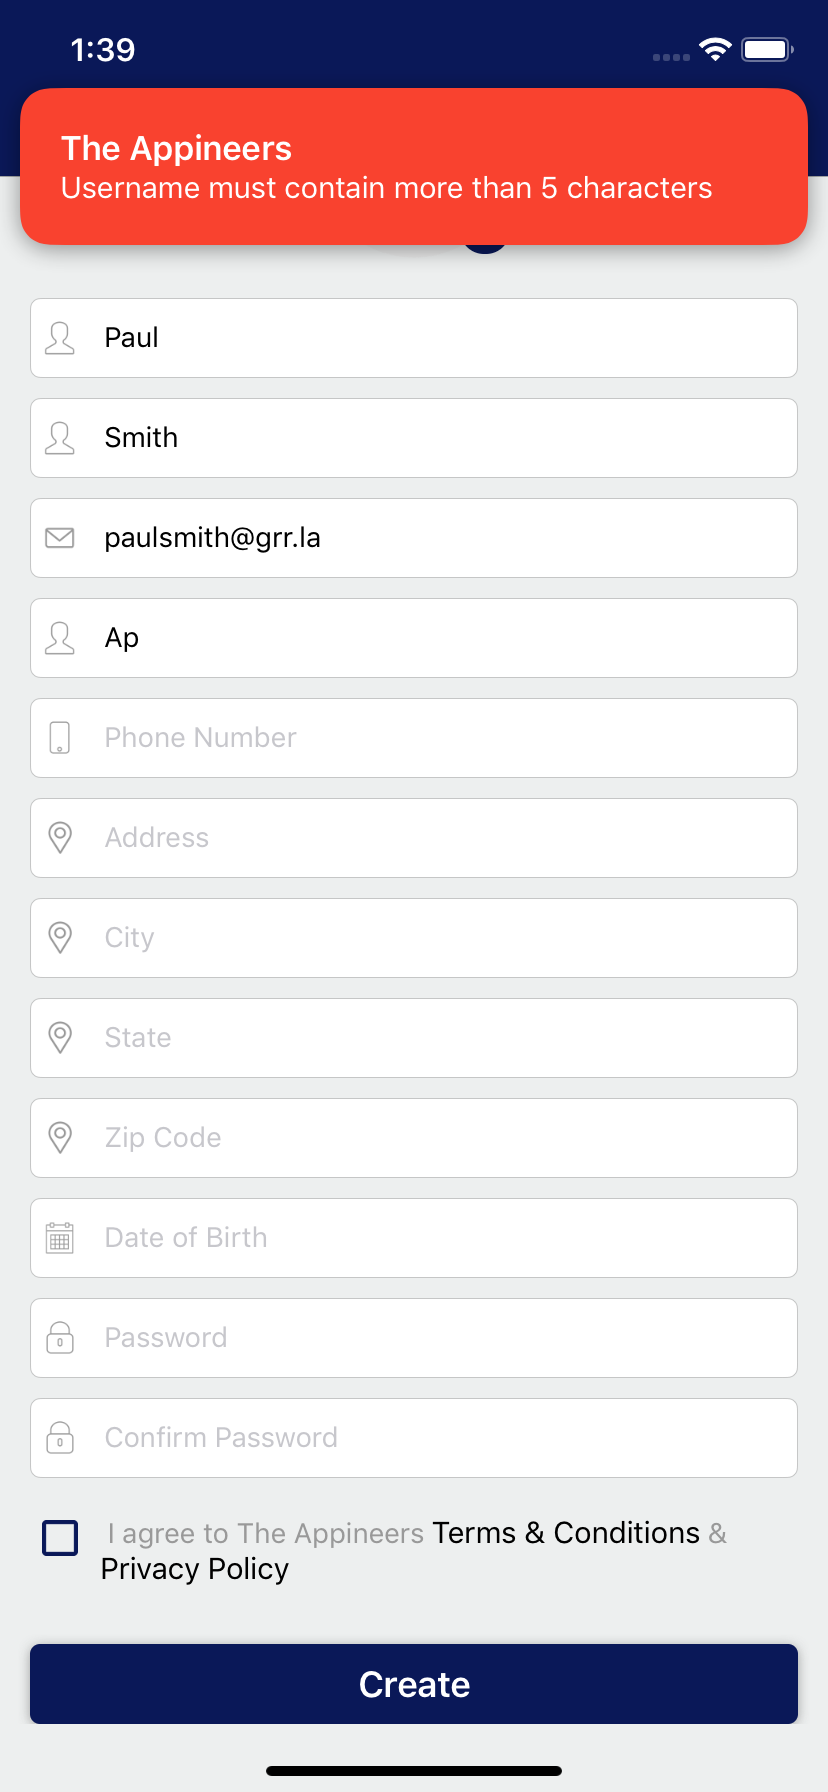 1:39
The Appineers
Username must contain more than 5 characters
Paul
Smith
paulsmith@grr.la
Ap
Phone Number
Address
City
State
Zip Code
Date of Birth
Password
Confirm Password
I agree to The Appineers Terms & Conditions &
Privacy Policy
Create